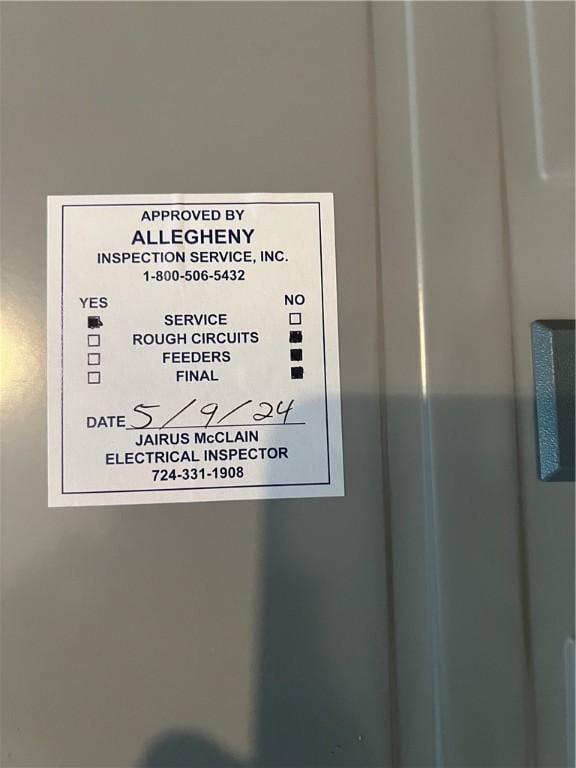 APPROVED BY
ALLEGHENY
INSPECTION SERVICE, INC.
1-800-506-5432
YES NO
SERVICE
ROUGH CIRCUITS
FEEDERS
FINAL
DATE 5/9/24
JAIRUS McCLAIN
ELECTRICAL INSPECTOR
724-331-1908